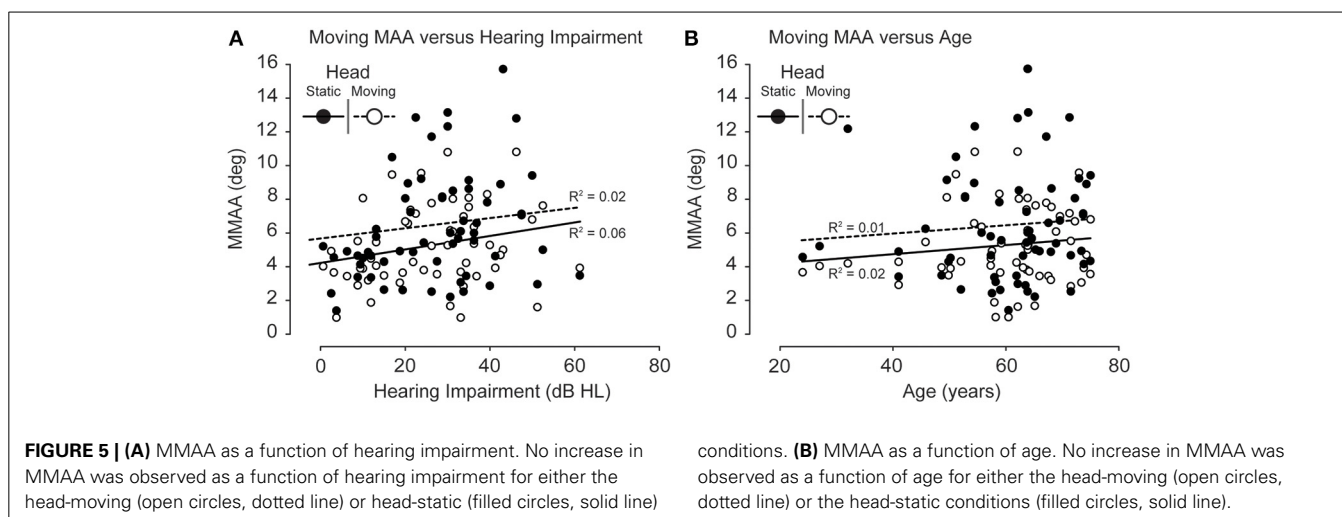 A Moving MAA versus Hearing Impairment
Head
Static Moving
MMAA (deg)
16
14
12
10
8
6
4
2
0
R² = 0.02
R² = 0.06
0 20 40 60 80
Hearing Impairment (dB HL)
B Moving MAA versus Age
Head
Static Moving
MMAA (deg)
16
14
12
10
8
6
4
2
0
R² = 0.01
R² = 0.02
20 40 60 80
Age (years)
FIGURE 5 | (A) MMAA as a function of hearing impairment. No increase in
MMAA was observed as a function of hearing impairment for either the
head-moving (open circles, dotted line) or head-static (filled circles, solid line)
conditions. (B) MMAA as a function of age. No increase in MMAA was
observed as a function of age for either the head-moving (open circles,
dotted line) or the head-static conditions (filled circles, solid line).